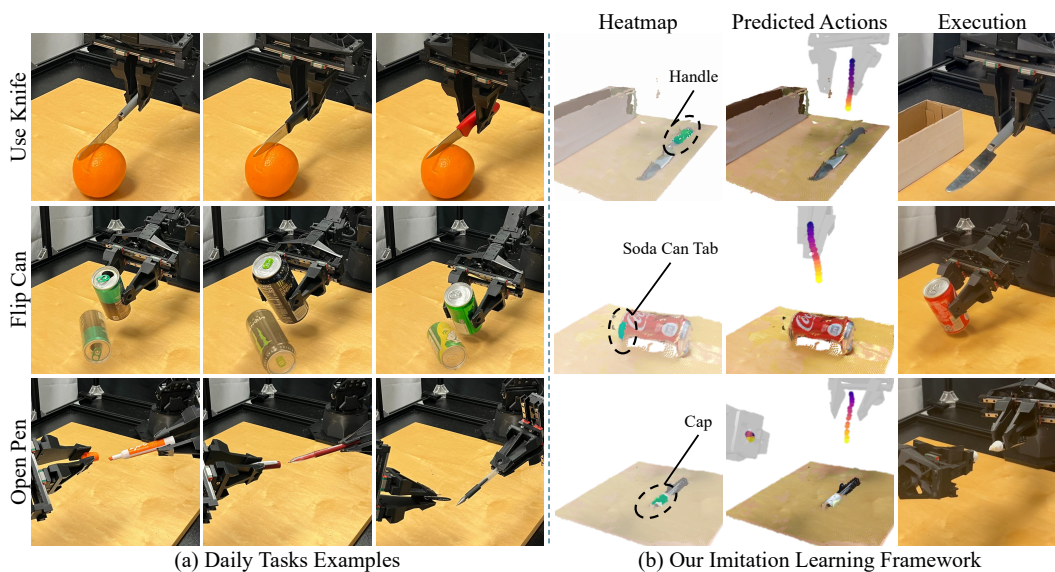 Heatmap
Predicted Actions
Execution
Use Knife
Handle
Flip Can
Soda Can Tab
Open Pen
Cap
(a) Daily Tasks Examples
(b) Our Imitation Learning Framework